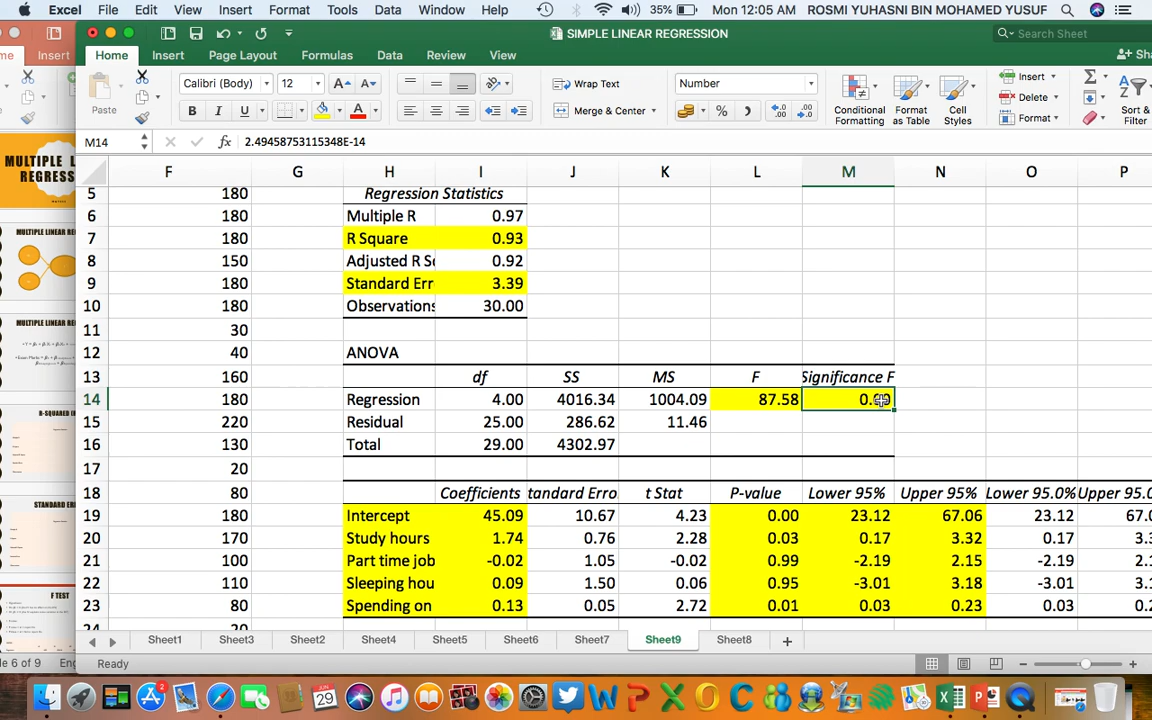 Excel File Edit View Insert Format Tools Data Window Help 35% Mon 12:05 AM ROSMI YUHASNI BIN MOHAMED YUSUF
SIMPLE LINEAR REGRESSION Search Sheet
me Insert Home Insert Page Layout Formulas Data Review View Sha
Calibri (Body) 12 Wrap Text Number Insert
Paste B I U Merge & Center % Conditional Formatting Format as Table Cell Styles Delete Format Sort & Filter
M14 fx 2.49458753115348E-14
F G H I J K L M N O P
5 180 Regression Statistics
6 180 Multiple R 0.97
7 180 R Square 0.93
8 150 Adjusted R Sq 0.92
9 180 Standard Err 3.39
10 180 Observations 30.00
11 30
12 40 ANOVA
13 160 df SS MS F Significance F
14 180 Regression 4.00 4016.34 1004.09 87.58
15 220 Residual 25.00 286.62 11.46
16 130 Total 29.00 4302.97
17 20
18 80 Coefficients tandard Erro t Stat P-value Lower 95% Upper 95% Lower 95.0% Upper 95.0
19 180 Intercept 45.09 10.67 4.23 0.00 23.12 67.06 23.12 67.0
20 170 Study hours 1.74 0.76 2.28 0.03 0.17 3.32 0.17 3.3
21 100 Part time job -0.02 1.05 -0.02 0.99 -2.19 2.15 -2.19 2.1
22 110 Sleeping hou 0.09 1.50 0.06 0.95 -3.01 3.18 -3.01 3.1
23 80 Spending on 0.13 0.05 2.72 0.01 0.03 0.23 0.03 0.2
Sheet1 Sheet3 Sheet2 Sheet4 Sheet5 Sheet6 Sheet7 Sheet9 Sheet8
de 6 of 9 Eng Ready
MULTIPLE L
REGRESS
MULTIPLE LINEAR RE
MULTIPLE LINEAR RE
R-SQUARED
STANDARD ER
F TEST
JUN
29